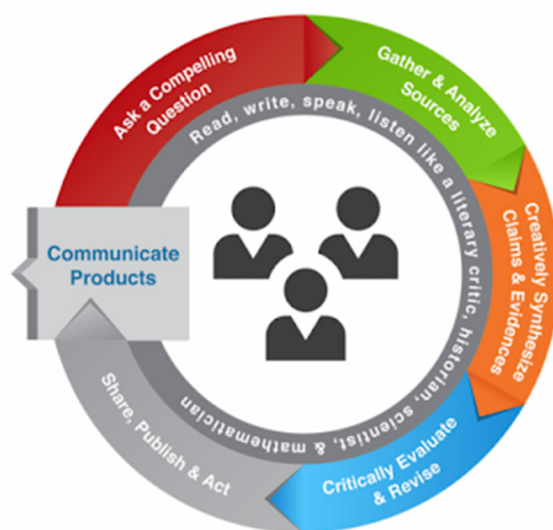 Ask a Compelling
Question
Gather & Analyze
Sources
Creatively Synthesize
Claims & Evidences
Critically Evaluate
& Revise
Share, Publish & Act
Communicate
Products
Read, write, speak, listen like a literary critic, historian, scientist, & mathematician